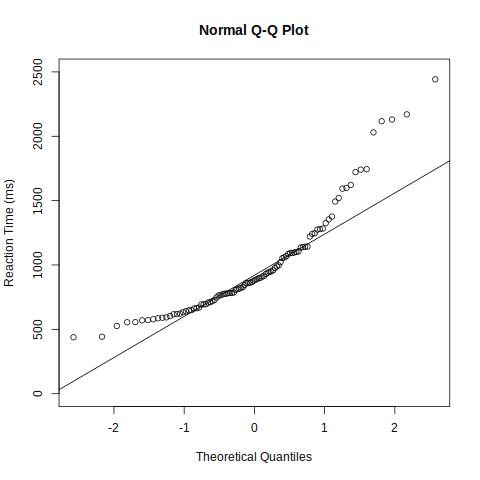 Normal Q-Q Plot
Reaction Time (ms)
2500
2000
1500
1000
500
0
-2 -1 0 1 2
Theoretical Quantiles